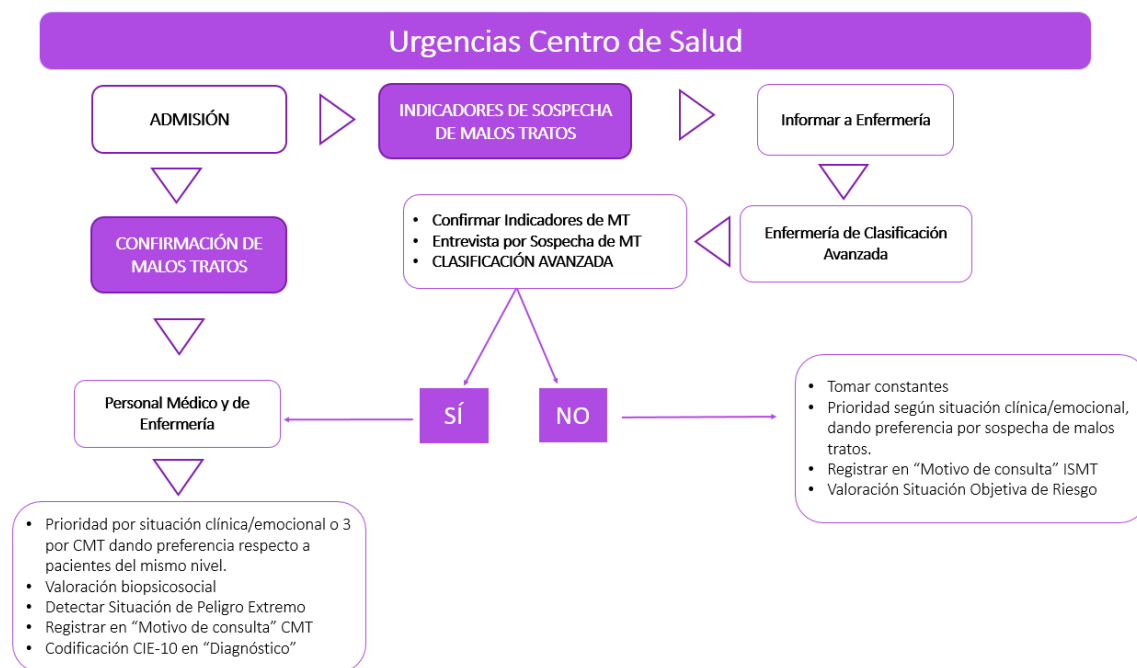 Urgencias Centro de Salud
ADMISIÓN
INDICADORES DE SOSPECHA
DE MALOS TRATOS
Informar a Enfermería
CONFIRMACIÓN DE
MALOS TRATOS
• Confirmar Indicadores de MT
• Entrevista por Sospecha de MT
• CLASIFICACIÓN AVANZADA
Enfermería de Clasificación
Avanzada
Personal Médico y de
Enfermería
SÍ
NO
• Tomar constantes
• Prioridad según situación clínica/emocional,
dando preferencia por sospecha de malos
tratos.
• Registrar en “Motivo de consulta” ISMT
• Valoración Situación Objetiva de Riesgo
• Prioridad por situación clínica/emocional o 3
por CMT dando preferencia respecto a
pacientes del mismo nivel.
• Valoración biopsicosocial
• Detectar Situación de Peligro Extremo
• Registrar en “Motivo de consulta” CMT
• Codificación CIE-10 en “Diagnóstico”